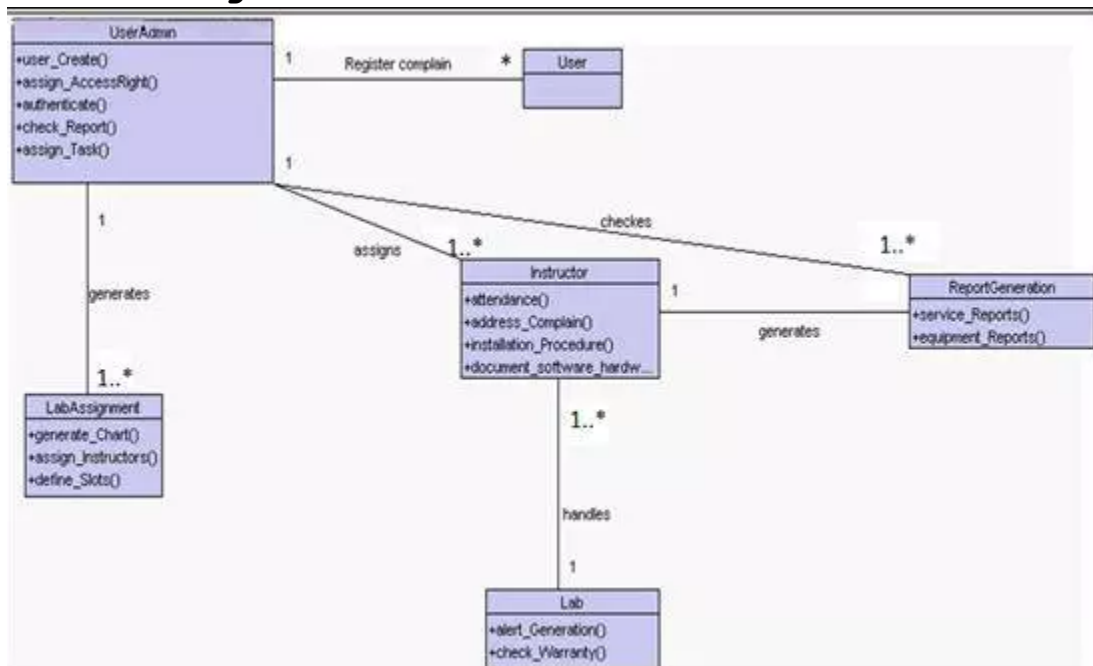 UserAdmin
+user_Create()
+assign_AccessRight()
+authenticate()
+check_Report()
+assign_Task()
1
Register complain
*
User
1
1
checkes
1..*
assigns
1..*
generates
Instructor
+attendance()
+address_Complain()
+installation_Procedure()
+document_software_hardw...
1
generates
ReportGeneration
+service_Reports()
+equipment_Reports()
1..*
LabAssignment
+generate_Chart()
+assign_Instructors()
+define_Slots()
1..*
handles
1
Lab
+alert_Generation()
+check_Warranty()